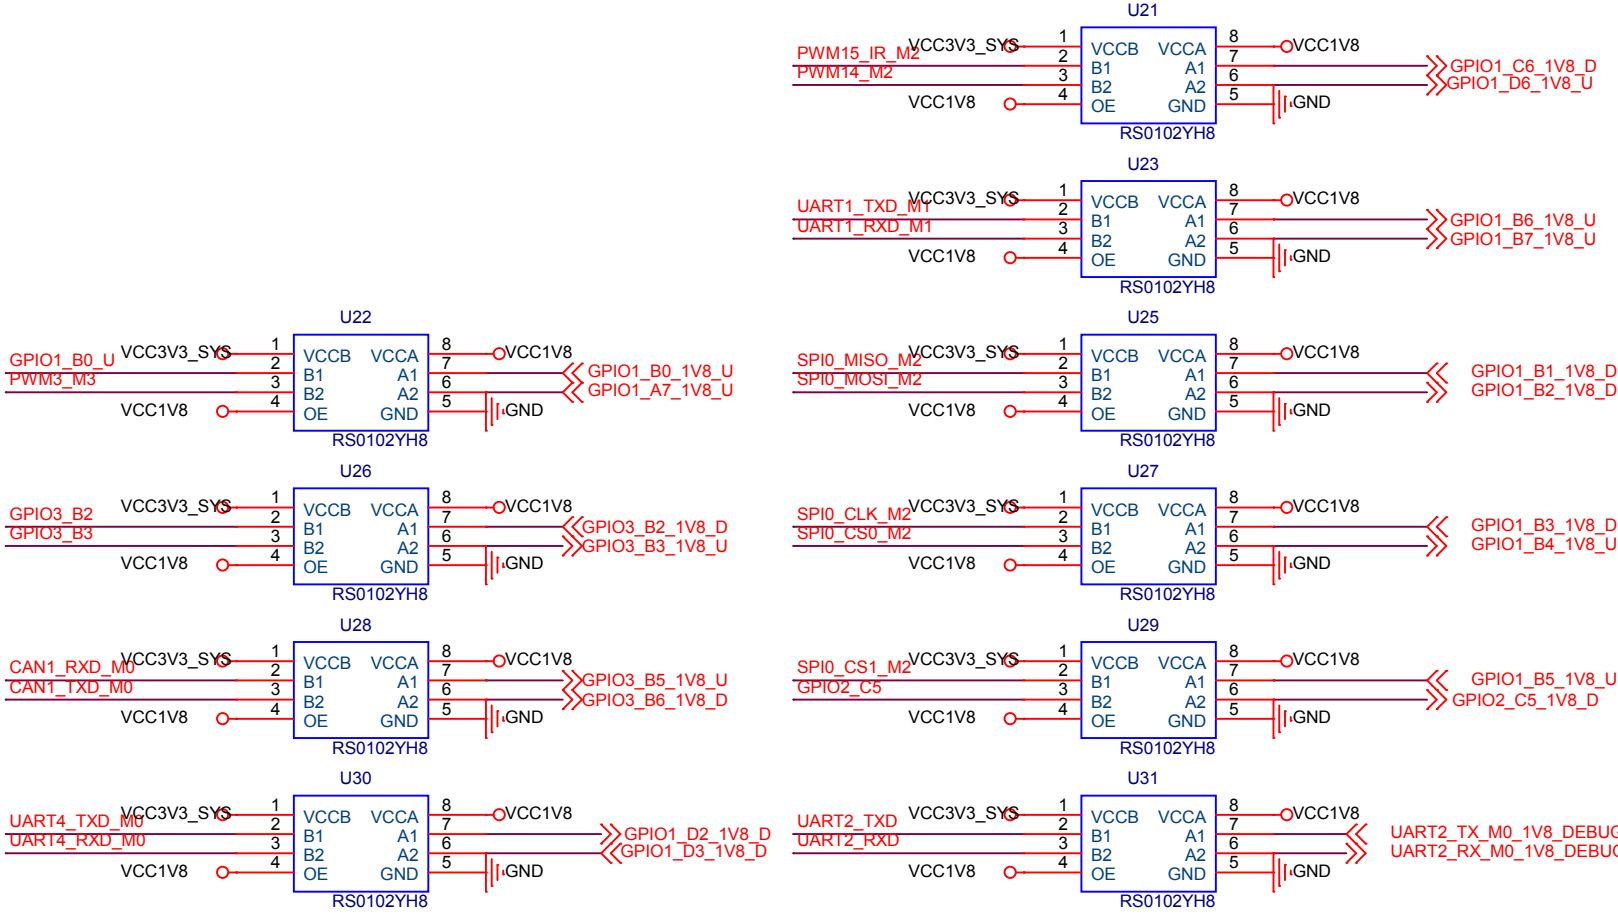 U21
PWM15_IR_M2 VCC3V3_SYS 1 VCCB VCCA 8 VCC1V8
PWM14_M2 2 B1 A1 7 GPIO1_C6_1V8_D
3 B2 A2 6 GPIO1_D6_1V8_U
VCC1V8 4 OE GND 5 GND
RS0102YH8
U23
UART1_TXD_M1 VCC3V3_SYS 1 VCCB VCCA 8 VCC1V8
UART1_RXD_M1 2 B1 A1 7 GPIO1_B6_1V8_U
3 B2 A2 6 GPIO1_B7_1V8_U
VCC1V8 4 OE GND 5 GND
RS0102YH8
U22
GPIO1_B0_U VCC3V3_SYS 1 VCCB VCCA 8 VCC1V8
PWM3_M3 2 B1 A1 7 GPIO1_B0_1V8_U
3 B2 A2 6 GPIO1_A7_1V8_U
VCC1V8 4 OE GND 5 GND
RS0102YH8
U25
SPI0_MISO_M2 VCC3V3_SYS 1 VCCB VCCA 8 VCC1V8
SPI0_MOSI_M2 2 B1 A1 7 GPIO1_B1_1V8_D
3 B2 A2 6 GPIO1_B2_1V8_D
VCC1V8 4 OE GND 5 GND
RS0102YH8
U26
GPIO3_B2 VCC3V3_SYS 1 VCCB VCCA 8 VCC1V8
GPIO3_B3 2 B1 A1 7 GPIO3_B2_1V8_D
3 B2 A2 6 GPIO3_B3_1V8_U
VCC1V8 4 OE GND 5 GND
RS0102YH8
U27
SPI0_CLK_M2 VCC3V3_SYS 1 VCCB VCCA 8 VCC1V8
SPI0_CS0_M2 2 B1 A1 7 GPIO1_B3_1V8_D
3 B2 A2 6 GPIO1_B4_1V8_U
VCC1V8 4 OE GND 5 GND
RS0102YH8
U28
CAN1_RXD_M0 VCC3V3_SYS 1 VCCB VCCA 8 VCC1V8
CAN1_TXD_M0 2 B1 A1 7 GPIO3_B5_1V8_U
3 B2 A2 6 GPIO3_B6_1V8_D
VCC1V8 4 OE GND 5 GND
RS0102YH8
U29
SPI0_CS1_M2 VCC3V3_SYS 1 VCCB VCCA 8 VCC1V8
GPIO2_C5 2 B1 A1 7 GPIO1_B5_1V8_U
3 B2 A2 6 GPIO2_C5_1V8_D
VCC1V8 4 OE GND 5 GND
RS0102YH8
U30
UART4_TXD_M0 VCC3V3_SYS 1 VCCB VCCA 8 VCC1V8
UART4_RXD_M0 2 B1 A1 7 GPIO1_D2_1V8_D
3 B2 A2 6 GPIO1_D3_1V8_D
VCC1V8 4 OE GND 5 GND
RS0102YH8
U31
UART2_TXD VCC3V3_SYS 1 VCCB VCCA 8 VCC1V8
UART2_RXD 2 B1 A1 7 UART2_TX_M0_1V8_DEBUG
3 B2 A2 6 UART2_RX_M0_1V8_DEBUG
VCC1V8 4 OE GND 5 GND
RS0102YH8